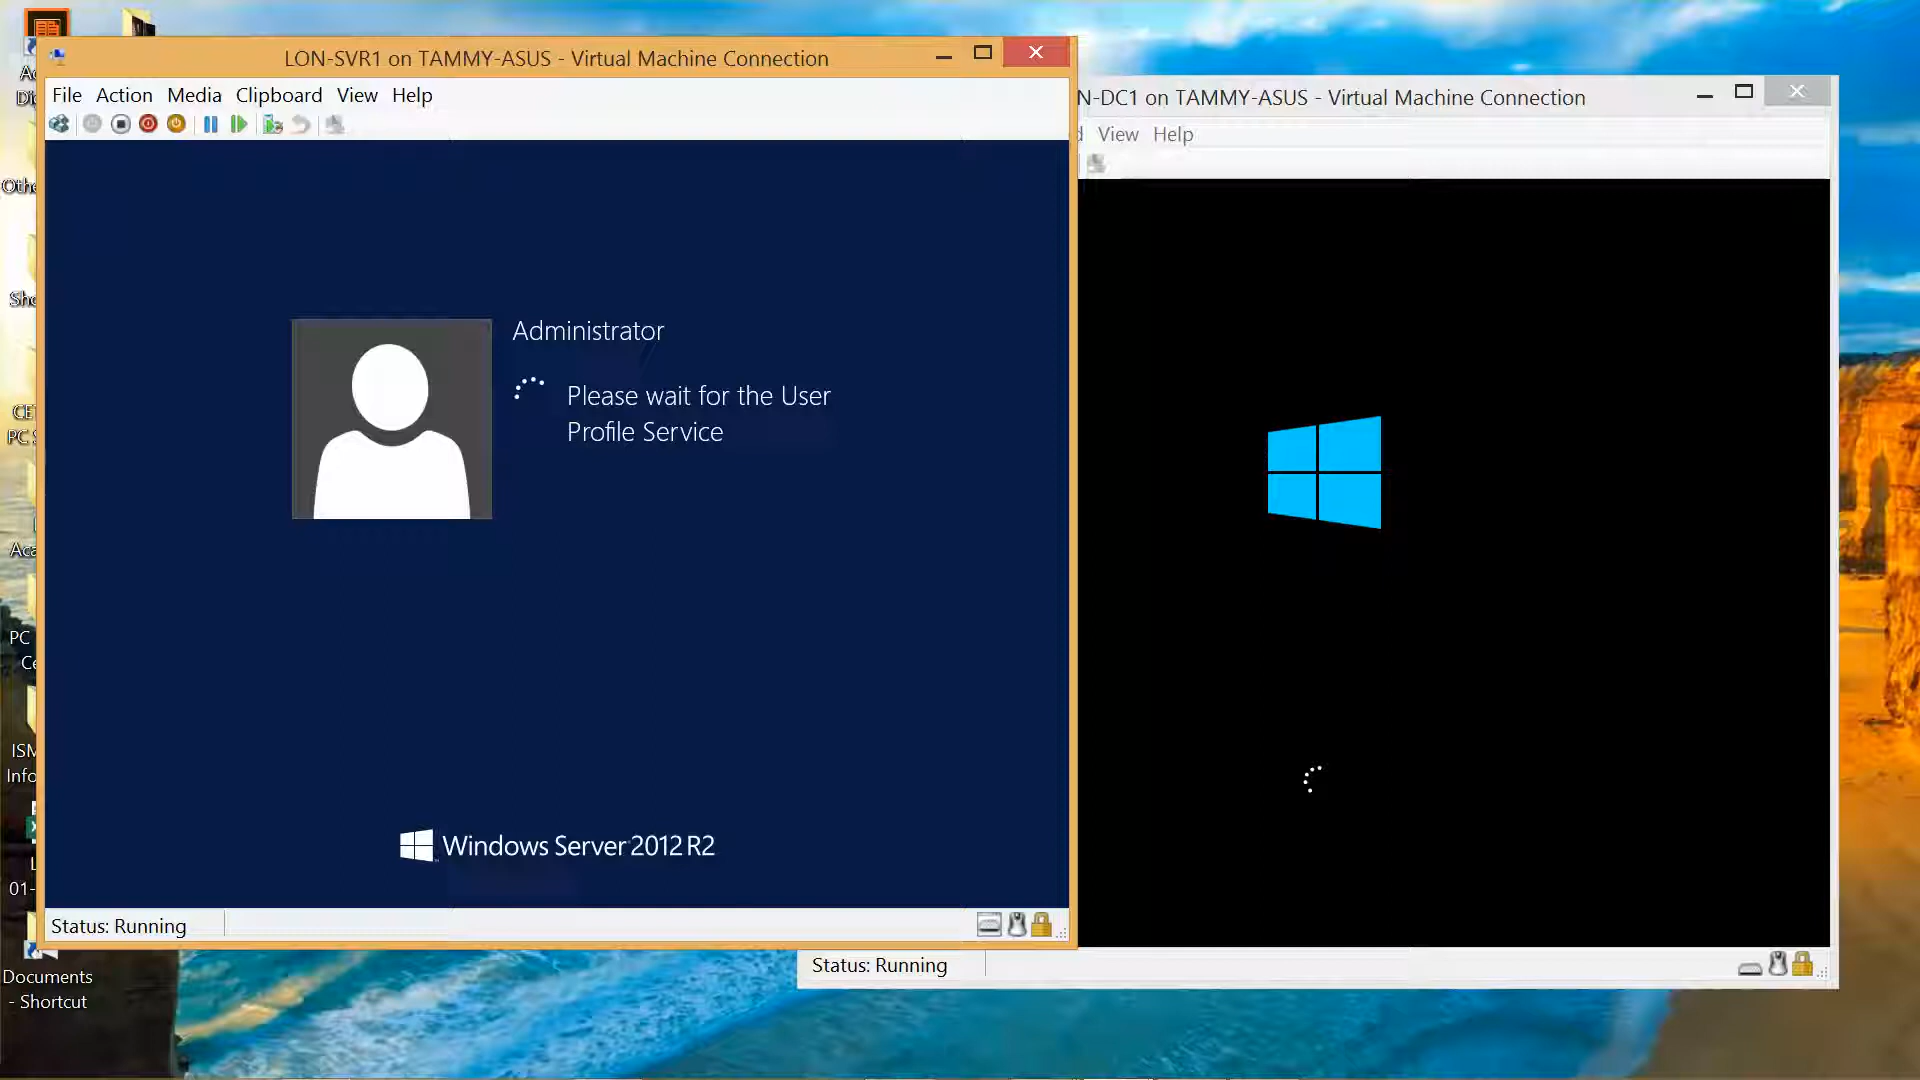 LON-SVR1 on TAMMY-ASUS - Virtual Machine Connection
File Action Media Clipboard View Help
N-DC1 on TAMMY-ASUS - Virtual Machine Connection
View Help
Administrator
Please wait for the User
Profile Service
Windows Server 2012 R2
Status: Running
Status: Running
PC
01-
Documents
- Shortcut